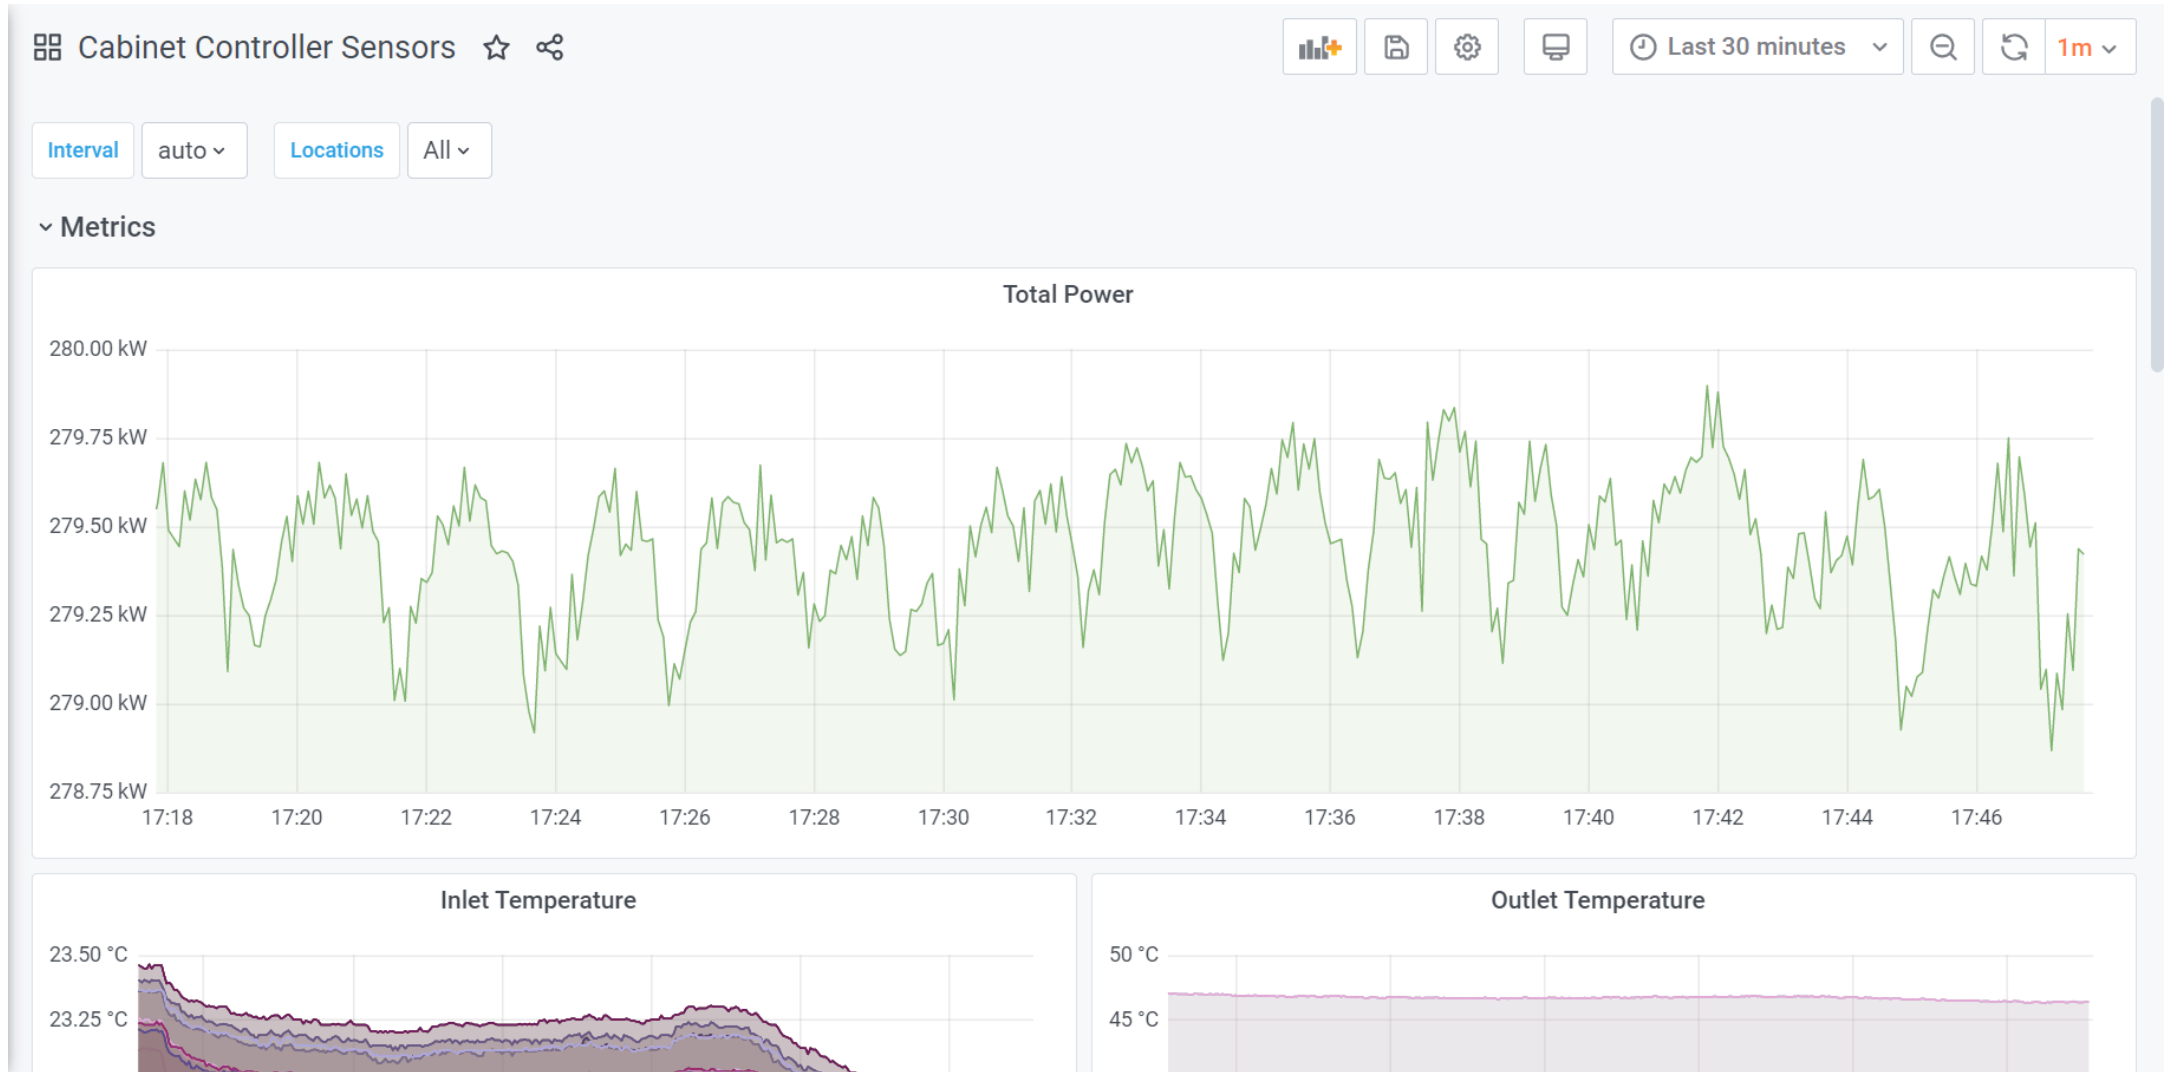 Cabinet Controller Sensors
Last 30 minutes
1m
Interval
auto
Locations
All
Metrics
Total Power
280.00 kW
279.75 kW
279.50 kW
279.25 kW
279.00 kW
278.75 kW
17:18 17:20 17:22 17:24 17:26 17:28 17:30 17:32 17:34 17:36 17:38 17:40 17:42 17:44 17:46
Inlet Temperature
23.50 °C
23.25 °C
Outlet Temperature
50 °C
45 °C